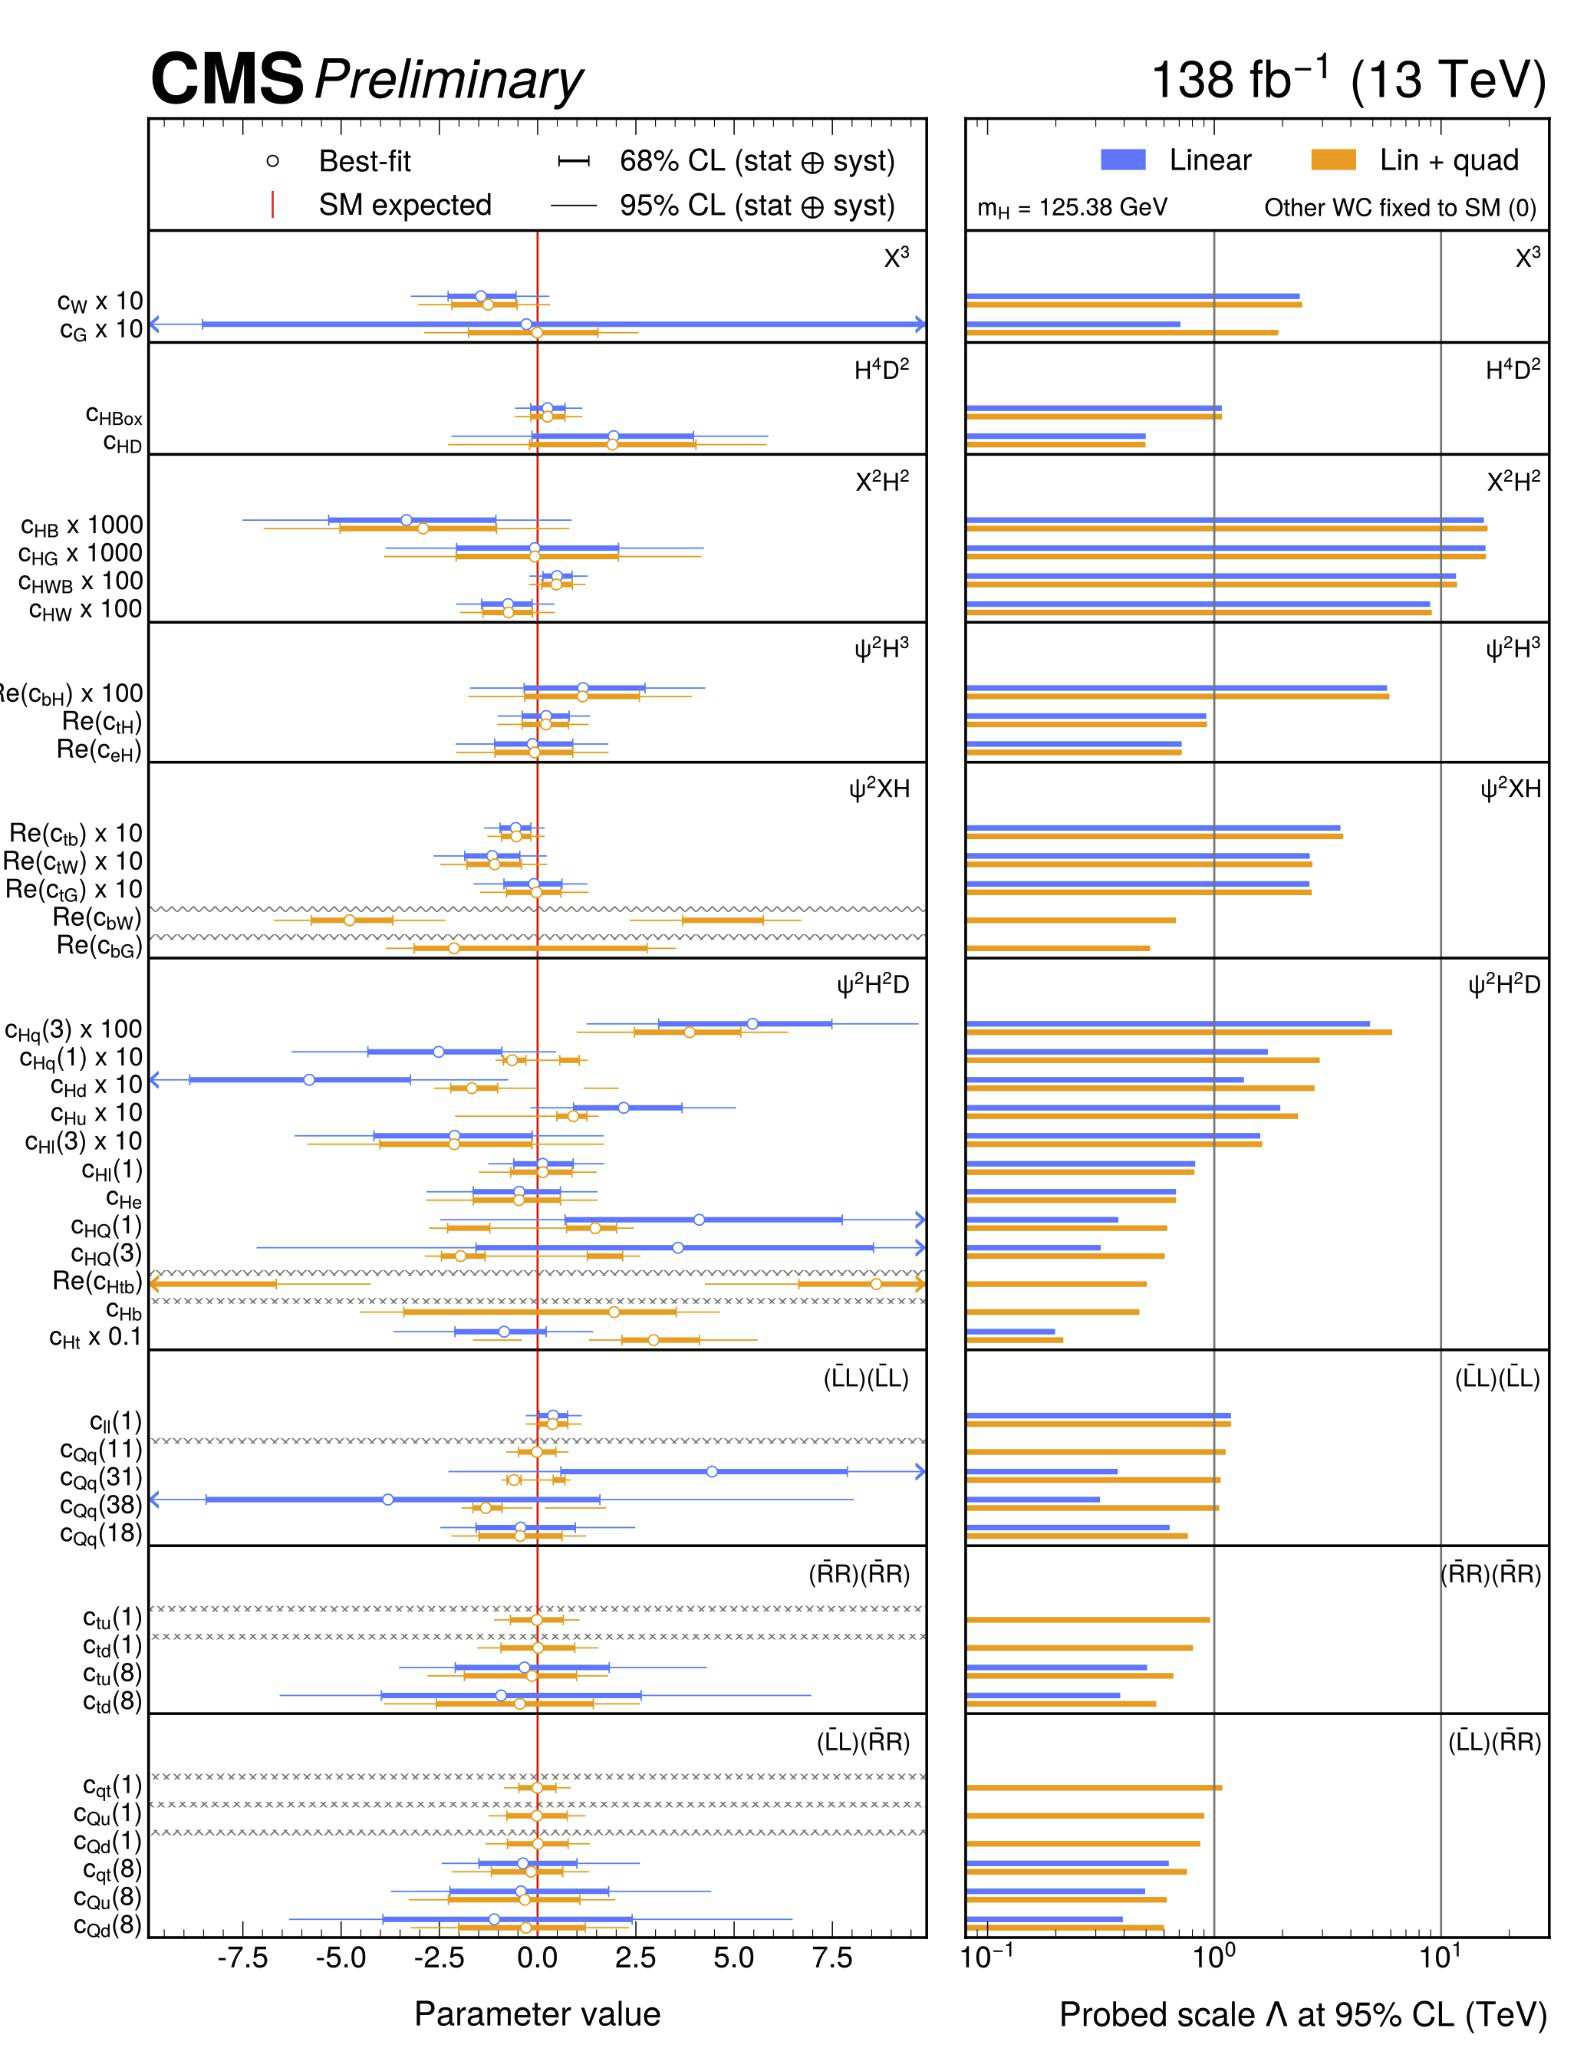 CMS Preliminary
138 fb⁻¹ (13 TeV)
Best-fit
68% CL (stat ⊕ syst)
SM expected
95% CL (stat ⊕ syst)
Linear
Lin + quad
m_H = 125.38 GeV
Other WC fixed to SM (0)
X³
X³
c_W x 10
c_G x 10
H⁴D²
H⁴D²
c_HBox
c_HD
X²H²
X²H²
c_HB x 1000
c_HG x 1000
c_HWB x 100
c_HW x 100
ψ²H³
ψ²H³
Re(c_bH) x 100
Re(c_tH)
Re(c_eH)
ψ²XH
ψ²XH
Re(c_tb) x 10
Re(c_tW) x 10
Re(c_tG) x 10
Re(c_bW)
Re(c_bG)
ψ²H²D
ψ²H²D
c_Hq(3) x 100
c_Hq(1) x 10
c_Hd x 10
c_Hu x 10
c_Hl(3) x 10
c_Hl(1)
c_He
c_HQ(1)
c_HQ(3)
Re(c_Htb)
c_Hb
c_Ht x 0.1
(L̄L)(L̄L)
(L̄L)(L̄L)
c_ll(1)
c_Qq(11)
c_Qq(31)
c_Qq(38)
c_Qq(18)
(R̄R)(R̄R)
(R̄R)(R̄R)
c_tu(1)
c_td(1)
c_tu(8)
c_td(8)
(L̄L)(R̄R)
(L̄L)(R̄R)
c_qt(1)
c_Qu(1)
c_Qd(1)
c_qt(8)
c_Qu(8)
c_Qd(8)
-7.5 -5.0 -2.5 0.0 2.5 5.0 7.5
10⁻¹ 10⁰ 10¹
Parameter value
Probed scale Λ at 95% CL (TeV)